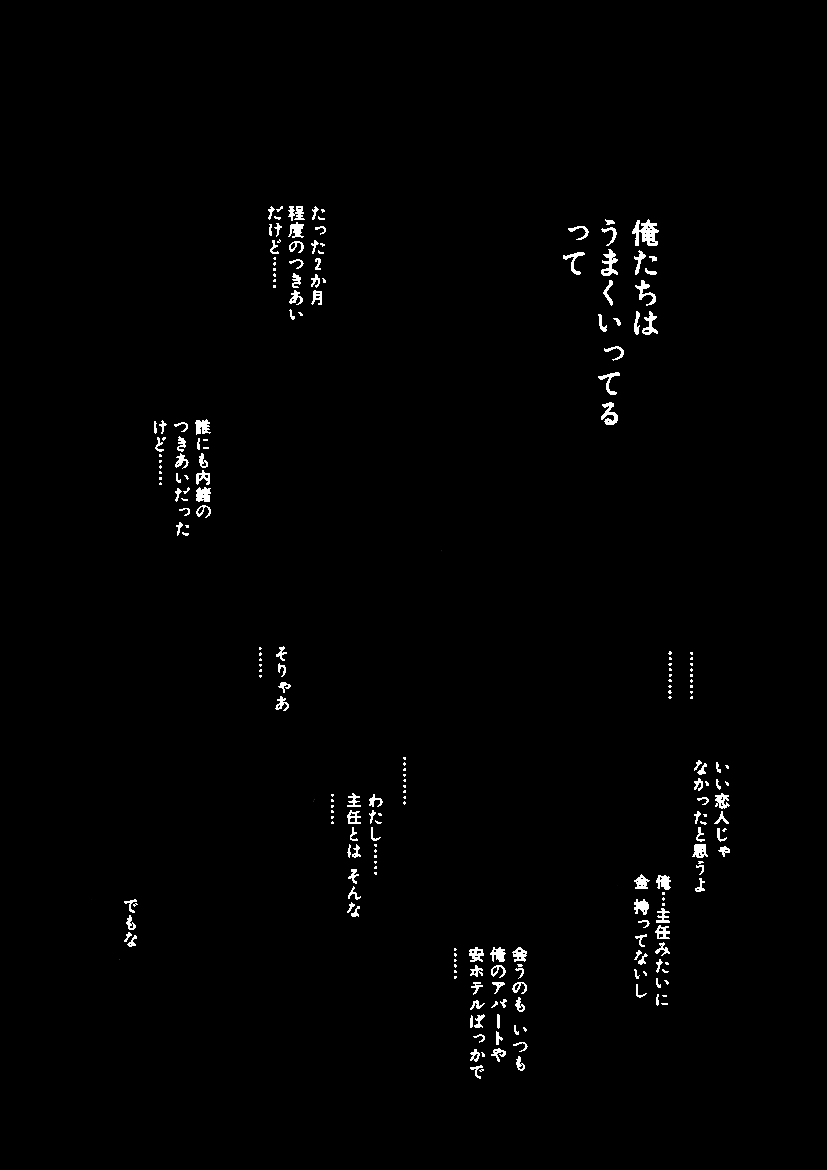 俺たちは
うまくいってる
って
たった2か月
程度のつきあい
だけど……
誰にも内緒の
つきあいだった
けど……
………
………
いい恋人じゃ
なかったと思うよ
俺…主任みたいに
金 持ってないし
会うのも いつも
俺のアパートや
安ホテルばっかで
……
………
わたし……
主任とは そんな
……
そりゃあ
……
でもな